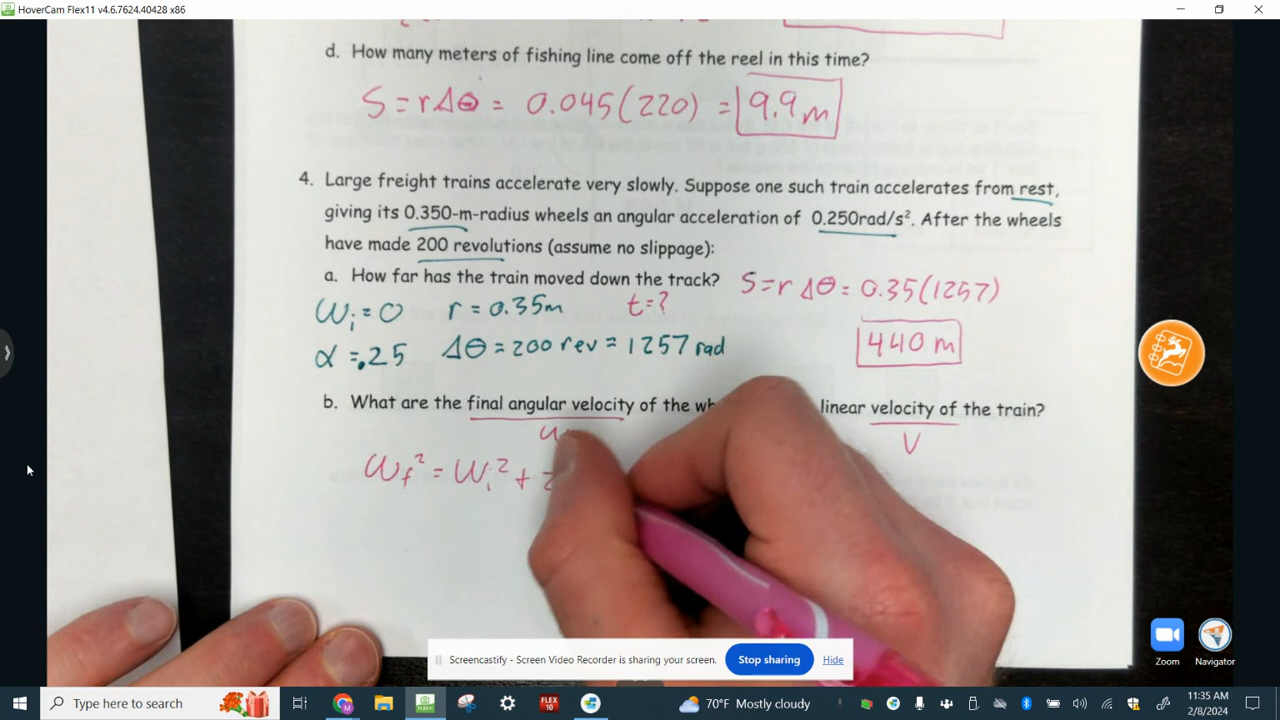 HoverCam Flex11 v4.6.7624.40428 x86
d. How many meters of fishing line come off the reel in this time?
S = rΔθ = 0.045(220) = 9.9 m
4. Large freight trains accelerate very slowly. Suppose one such train accelerates from rest,
giving its 0.350-m-radius wheels an angular acceleration of 0.250rad/s². After the wheels
have made 200 revolutions (assume no slippage):
a. How far has the train moved down the track? S = r Δθ = 0.35(1257)
ωi = 0 r = 0.35m t = ?
440 m
α = .25 Δθ = 200 rev = 1257 rad
b. What are the final angular velocity of the linear velocity of the train?
V
ωf² = ωi² + 2
Screencastify - Screen Video Recorder is sharing your screen. Stop sharing Hide
Zoom Navigator
Type here to search
FLEX 10
70°F Mostly cloudy
11:35 AM
2/8/2024